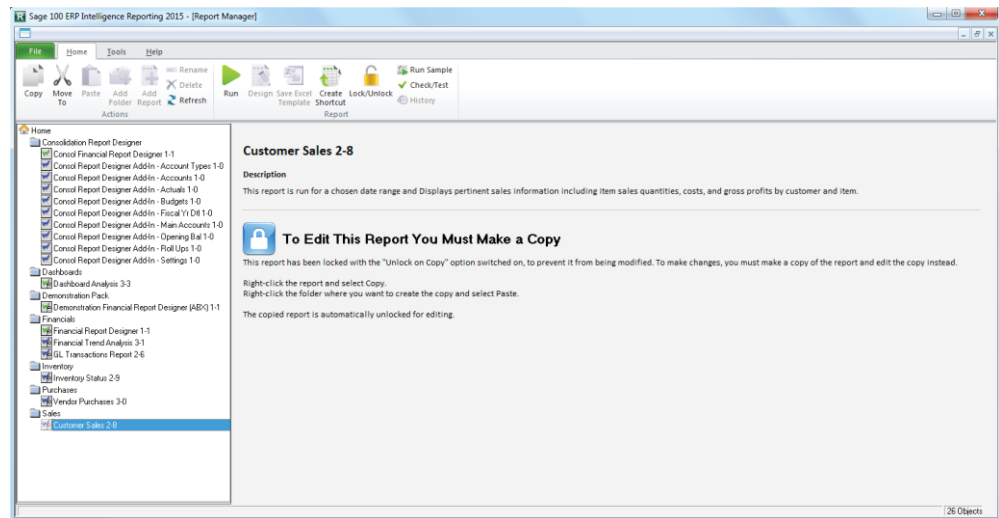 Sage 100 ERP Intelligence Reporting 2015 - [Report Manager]
File Home Tools Help
Copy Move To Paste Add Folder Add Report Rename Delete Refresh Run Design Save Excel Template Create Shortcut Lock/Unlock Run Sample Check/Test History
Actions Report
Home
Consolidation Report Designer
Consol Financial Report Designer 1-1
Consol Report Designer Add-In - Account Types 1-0
Consol Report Designer Add-In - Accounts 1-0
Consol Report Designer Add-In - Actuals 1-0
Consol Report Designer Add-In - Budgets 1-0
Consol Report Designer Add-In - Fiscal Yr Dtl 1-0
Consol Report Designer Add-In - Main Accounts 1-0
Consol Report Designer Add-In - Opening Bal 1-0
Consol Report Designer Add-In - Roll Ups 1-0
Consol Report Designer Add-In - Settings 1-0
Dashboards
Dashboard Analysis 3-3
Demonstration Pack
Demonstration Financial Report Designer (ABX) 1-1
Financials
Financial Report Designer 1-1
Financial Trend Analysis 3-1
GL Transactions Report 2-6
Inventory
Inventory Status 2-9
Purchases
Vendor Purchases 3-0
Sales
Customer Sales 2-8
Customer Sales 2-8
Description
This report is run for a chosen date range and Displays pertinent sales information including item sales quantities, costs, and gross profits by customer and item.
To Edit This Report You Must Make a Copy
This report has been locked with the "Unlock on Copy" option switched on, to prevent it from being modified. To make changes, you must make a copy of the report and edit the copy instead.
Right-click the report and select Copy.
Right-click the folder where you want to create the copy and select Paste.
The copied report is automatically unlocked for editing.
26 Objects